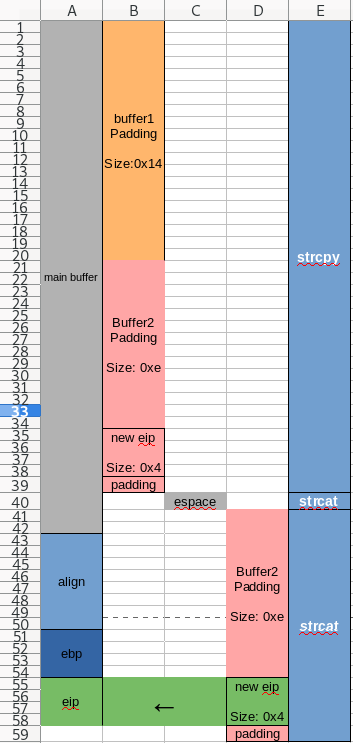 A B C D E
1
2
3
4
5
6
7
8
9
10
11
12
13
14
15
16
17
18
19
20
21
22
23
24
25
26
27
28
29
30
31
32
33
34
35
36
37
38
39
40
41
42
43
44
45
46
47
48
49
50
51
52
53
54
55
56
57
58
59
main buffer
align
ebp
eip
buffer1
Padding
Size:0x14
Buffer2
Padding
Size: 0xe
new eip
Size: 0x4
padding
espace
←
Buffer2
Padding
Size: 0xe
new eip
Size: 0x4
padding
strcpy
strcat
strcat